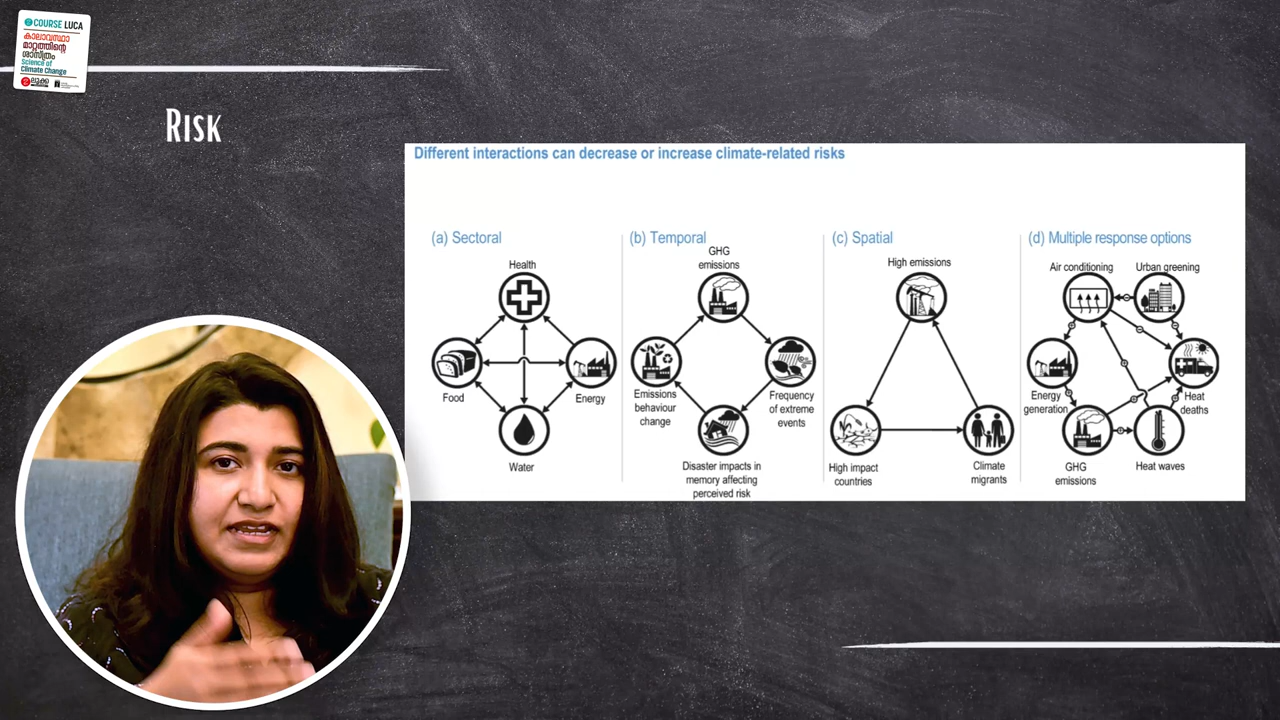 COURSE LUCA
കാലാവസ്ഥാ
മാറ്റത്തിന്റെ
ശാസ്ത്രം
Science of
Climate Change
ലൂക്ക
Risk
Different interactions can decrease or increase climate-related risks
(a) Sectoral
Health
Food
Energy
Water
(b) Temporal
GHG
emissions
Emissions
behaviour
change
Frequency
of extreme
events
Disaster impacts in
memory affecting
perceived risk
(c) Spatial
High emissions
High impact
countries
Climate
migrants
(d) Multiple response options
Air conditioning
Urban greening
Energy
generation
Heat
deaths
GHG
emissions
Heat waves